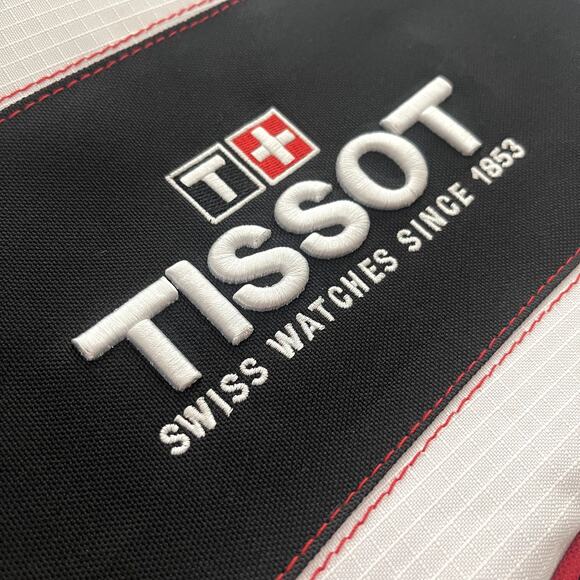 T+
TISSOT
SWISS WATCHES SINCE 1853